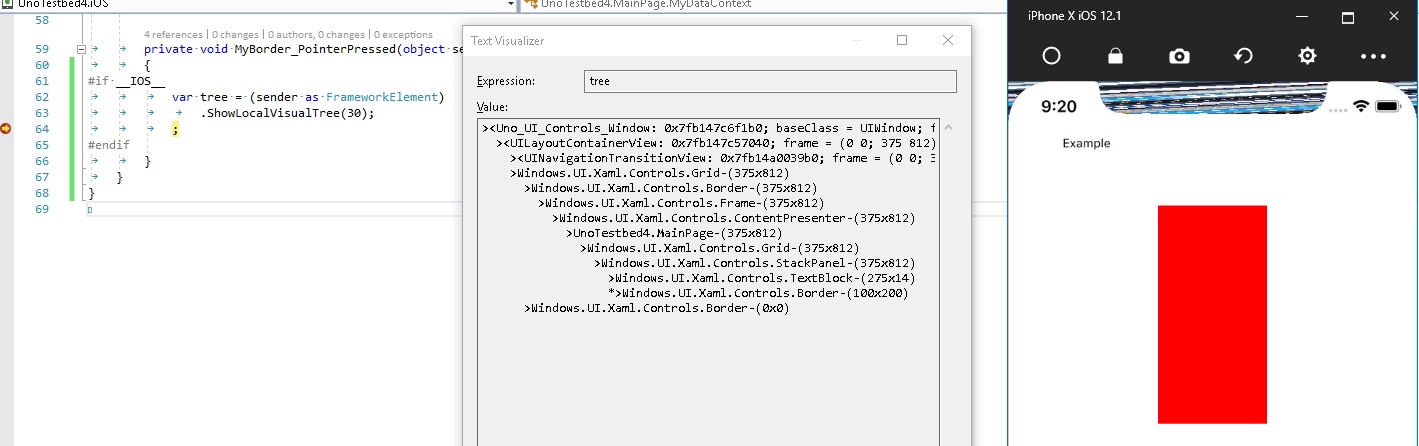 UnoTestbed4.iOS
UnoTestbed4.MainPage.MyDataContext
58
4 references | 0 changes | 0 authors, 0 changes | 0 exceptions
59 private void MyBorder_PointerPressed(object se
60 {
61 #if __IOS__
62 var tree = (sender as FrameworkElement)
63 .ShowLocalVisualTree(30);
64 ;
65 #endif
66 }
67 }
68 }
69
Text Visualizer
Expression: tree
Value:
><Uno_UI_Controls_Window: 0x7fb147c6f1b0; baseClass = UIWindow; f
><UILayoutContainerView: 0x7fb147c57040; frame = (0 0; 375 812)
><UINavigationTransitionView: 0x7fb14a0039b0; frame = (0 0; 3
>Windows.UI.Xaml.Controls.Grid-(375x812)
>Windows.UI.Xaml.Controls.Border-(375x812)
>Windows.UI.Xaml.Controls.Frame-(375x812)
>Windows.UI.Xaml.Controls.ContentPresenter-(375x812)
>UnoTestbed4.MainPage-(375x812)
>Windows.UI.Xaml.Controls.Grid-(375x812)
>Windows.UI.Xaml.Controls.StackPanel-(375x812)
>Windows.UI.Xaml.Controls.TextBlock-(275x14)
*>Windows.UI.Xaml.Controls.Border-(100x200)
>Windows.UI.Xaml.Controls.Border-(0x0)
iPhone X iOS 12.1
9:20
Example